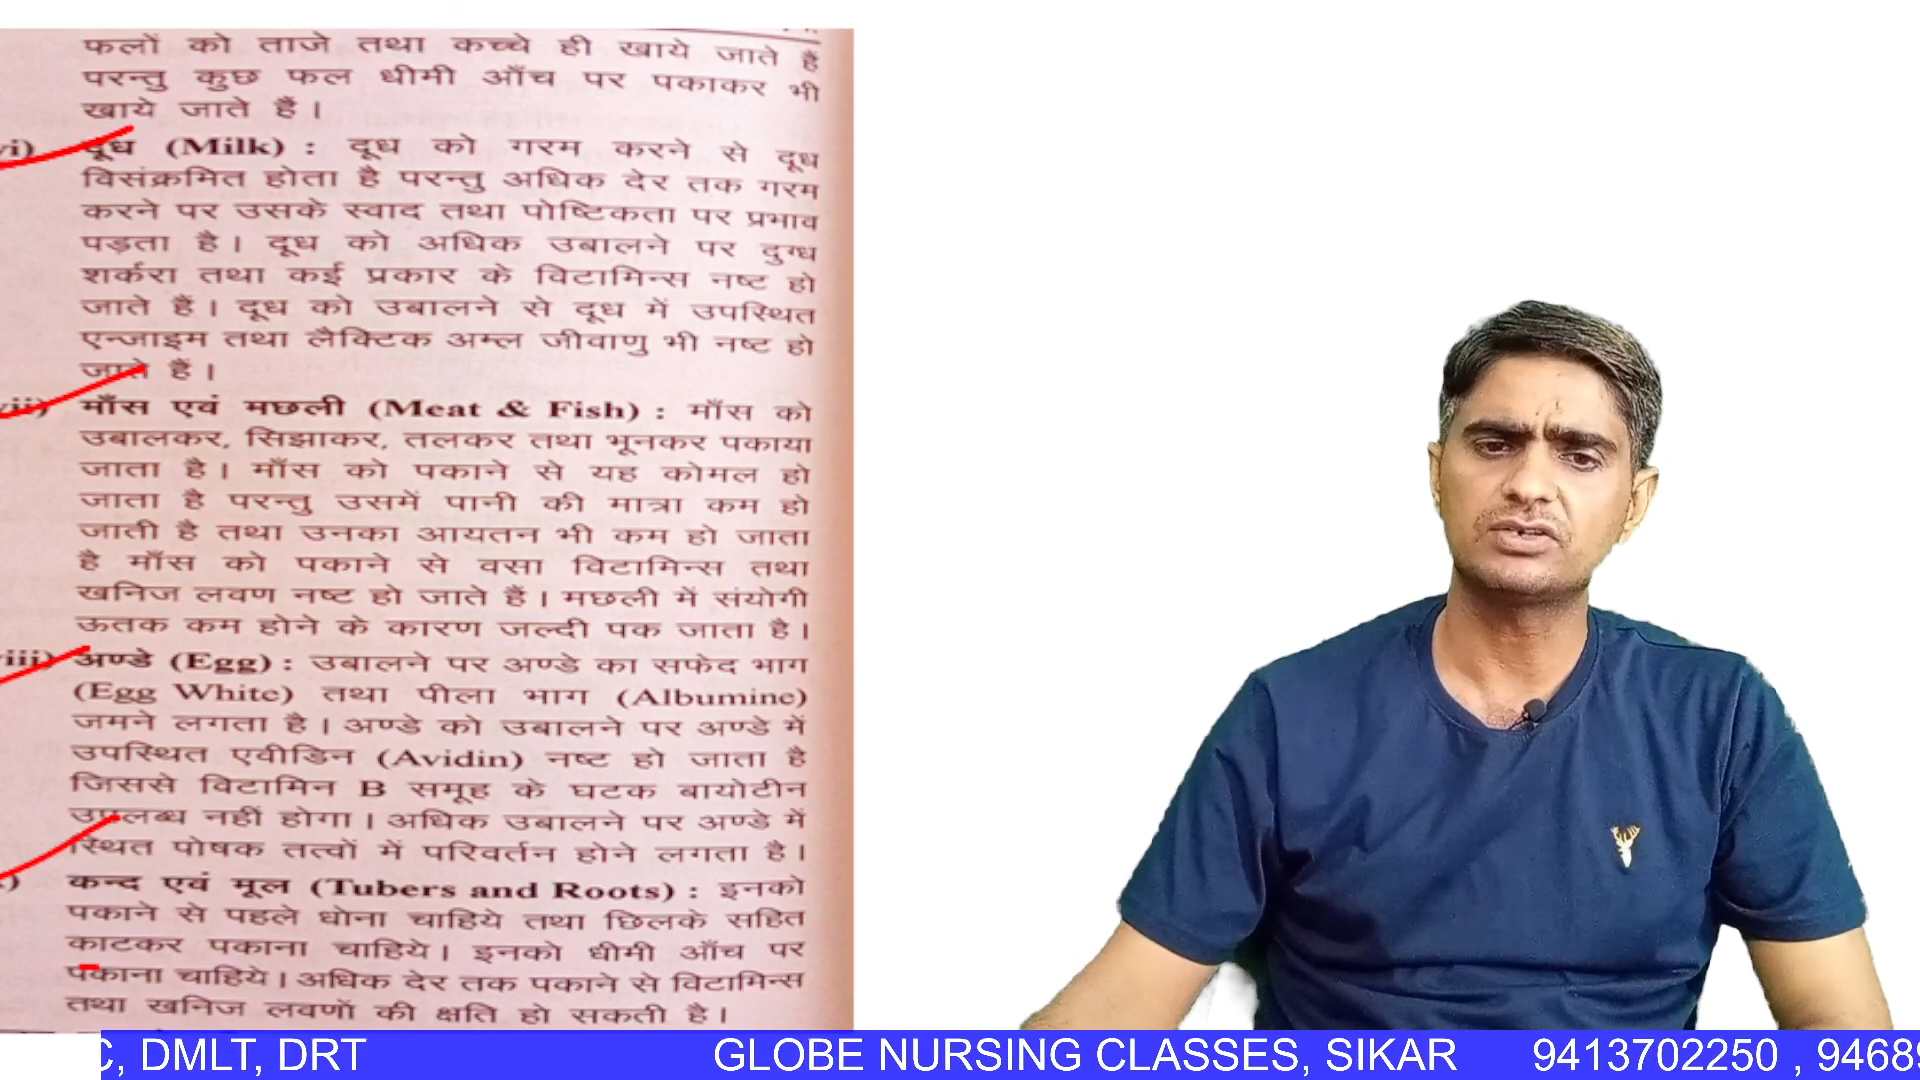 फलों को ताजे तथा कच्चे ही खाये जाते हैं
परन्तु कुछ फल धीमी आँच पर पकाकर भी
खाये जाते हैं।
vi) दूध (Milk) : दूध को गरम करने से दूध
विसंक्रमित होता है परन्तु अधिक देर तक गरम
करने पर उसके स्वाद तथा पोष्टिकता पर प्रभाव
पड़ता है। दूध को अधिक उबालने पर दुग्ध
शर्करा तथा कई प्रकार के विटामिन्स नष्ट हो
जाते हैं। दूध को उबालने से दूध में उपस्थित
एन्जाइम तथा लैक्टिक अम्ल जीवाणु भी नष्ट हो
जाते हैं।
vii) माँस एवं मछली (Meat & Fish) : माँस को
उबालकर, सिझाकर, तलकर तथा भूनकर पकाया
जाता है। माँस को पकाने से यह कोमल हो
जाता है परन्तु उसमें पानी की मात्रा कम हो
जाती है तथा उनका आयतन भी कम हो जाता
है माँस को पकाने से वसा विटामिन्स तथा
खनिज लवण नष्ट हो जाते हैं। मछली में संयोगी
ऊतक कम होने के कारण जल्दी पक जाता है।
viii) अण्डे (Egg) : उबालने पर अण्डे का सफेद भाग
(Egg White) तथा पीला भाग (Albumine)
जमने लगता है। अण्डे को उबालने पर अण्डे में
उपस्थित एवीडिन (Avidin) नष्ट हो जाता है
जिससे विटामिन B समूह के घटक बायोटीन
उपलब्ध नहीं होगा। अधिक उबालने पर अण्डे में
स्थित पोषक तत्वों में परिवर्तन होने लगता है।
कन्द एवं मूल (Tubers and Roots) : इनको
पकाने से पहले धोना चाहिये तथा छिलके सहित
काटकर पकाना चाहिये। इनको धीमी आँच पर
पकाना चाहिये। अधिक देर तक पकाने से विटामिन्स
तथा खनिज लवणों की क्षति हो सकती है।
C, DMLT, DRT GLOBE NURSING CLASSES, SIKAR 9413702250 , 9468